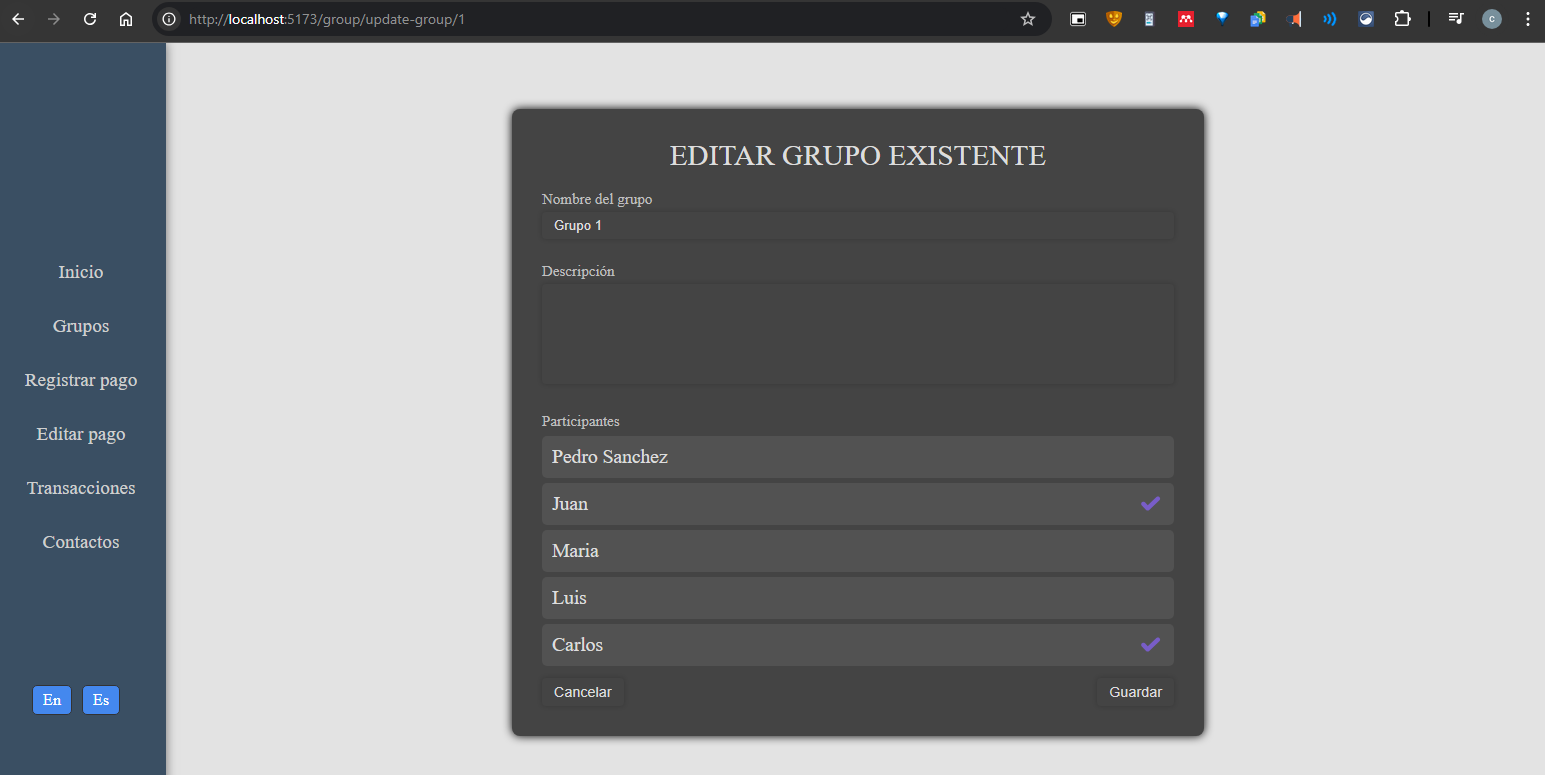 http://localhost:5173/group/update-group/1
C
EDITAR GRUPO EXISTENTE
Nombre del grupo
Grupo 1
Descripción
Participantes
Pedro Sanchez
Juan
Maria
Luis
Carlos
Cancelar
Guardar
Inicio
Grupos
Registrar pago
Editar pago
Transacciones
Contactos
En
Es